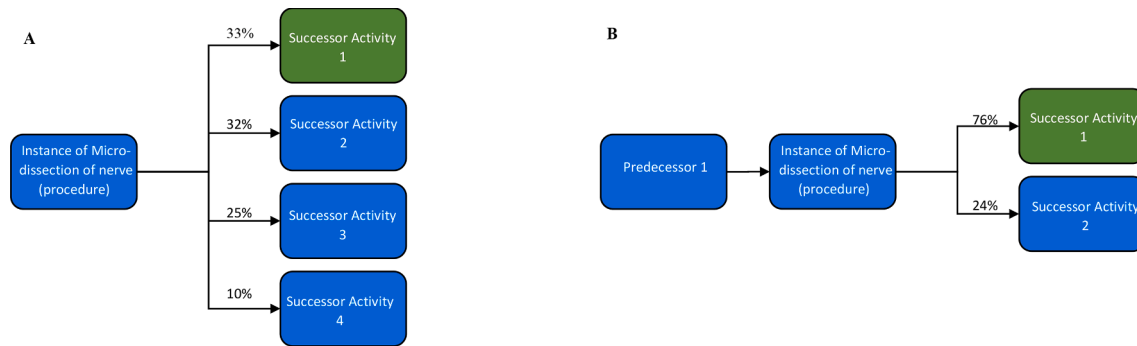 A
33%
Successor Activity
1
32%
Successor Activity
2
Instance of Micro-
dissection of nerve
(procedure)
25%
Successor Activity
3
10%
Successor Activity
4
B
Predecessor 1
Instance of Micro-
dissection of nerve
(procedure)
76%
Successor Activity
1
24%
Successor Activity
2